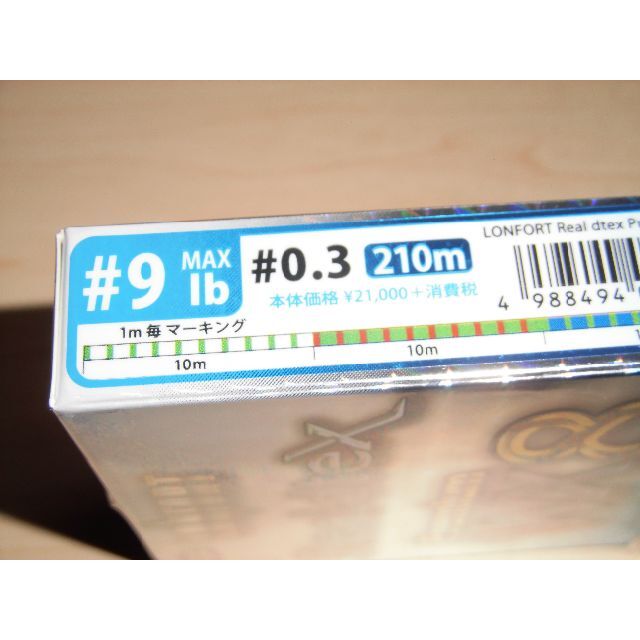 #9 MAX lb
#0.3 210m
本体価格 ¥21,000+消費税
LONFORT Real dtex
4 988494
1m毎マーキング
10m
10m